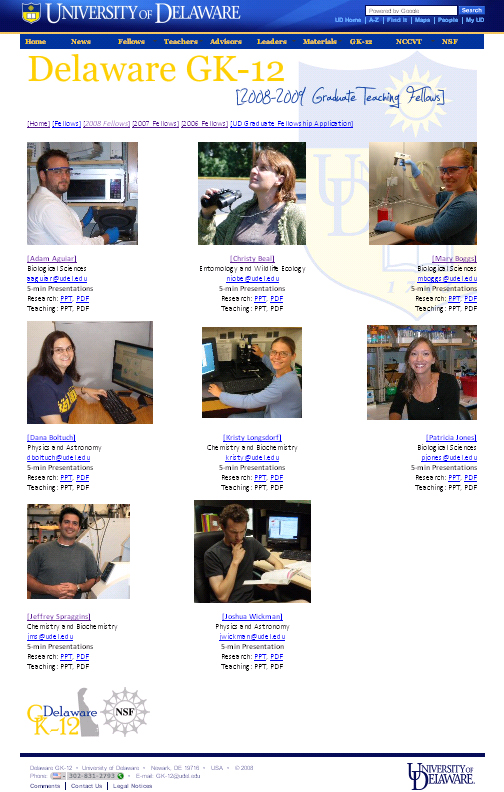 UNIVERSITY OF DELAWARE
Powered by Google Search
UD Home | A-Z | Find It | Maps | People | My UD
Home News Fellows Teachers Advisors Leaders Materials GK-12 NCCVT NSF
Delaware GK-12
[2008-2009 Graduate Teaching Fellows]
[Home] [Fellows] [2008 Fellows] [2007 Fellows] [2006 Fellows] [UD Graduate Fellowship Application]
[Adam Aguiar] [Christy Beal] [Mary Boggs]
Biological Sciences Entomology and Wildlife Ecology Biological Sciences
aaguiar@udel.edu niobe@udel.edu mboggs@udel.edu
5-min Presentations 5-min Presentations 5-min Presentations
Research: PPT, PDF Research: PPT, PDF Research: PPT, PDF
Teaching: PPT, PDF Teaching: PPT, PDF Teaching: PPT, PDF
[Dana Boltuch] [Kristy Longsdorf] [Patricia Jones]
Physics and Astronomy Chemistry and Biochemistry Biological Sciences
dboltuch@udel.edu kristy@udel.edu pjones@udel.edu
5-min Presentations 5-min Presentations 5-min Presentations
Research: PPT, PDF Research: PPT, PDF Research: PPT, PDF
Teaching: PPT, PDF Teaching: PPT, PDF Teaching: PPT, PDF
[Jeffrey Spraggins] [Joshua Wickman]
Chemistry and Biochemistry Physics and Astronomy
jms@udel.edu jwickman@udel.edu
5-min Presentations 5-min Presentation
Research: PPT, PDF Research: PPT, PDF
Teaching: PPT, PDF Teaching: PPT, PDF
Delaware
GK-12
NSF
Delaware GK-12 • University of Delaware • Newark, DE 19716 • USA • © 2008
Phone: 302-831-2793 • E-mail: GK-12@udel.edu
Comments | Contact Us | Legal Notices
UNIVERSITY OF DELAWARE